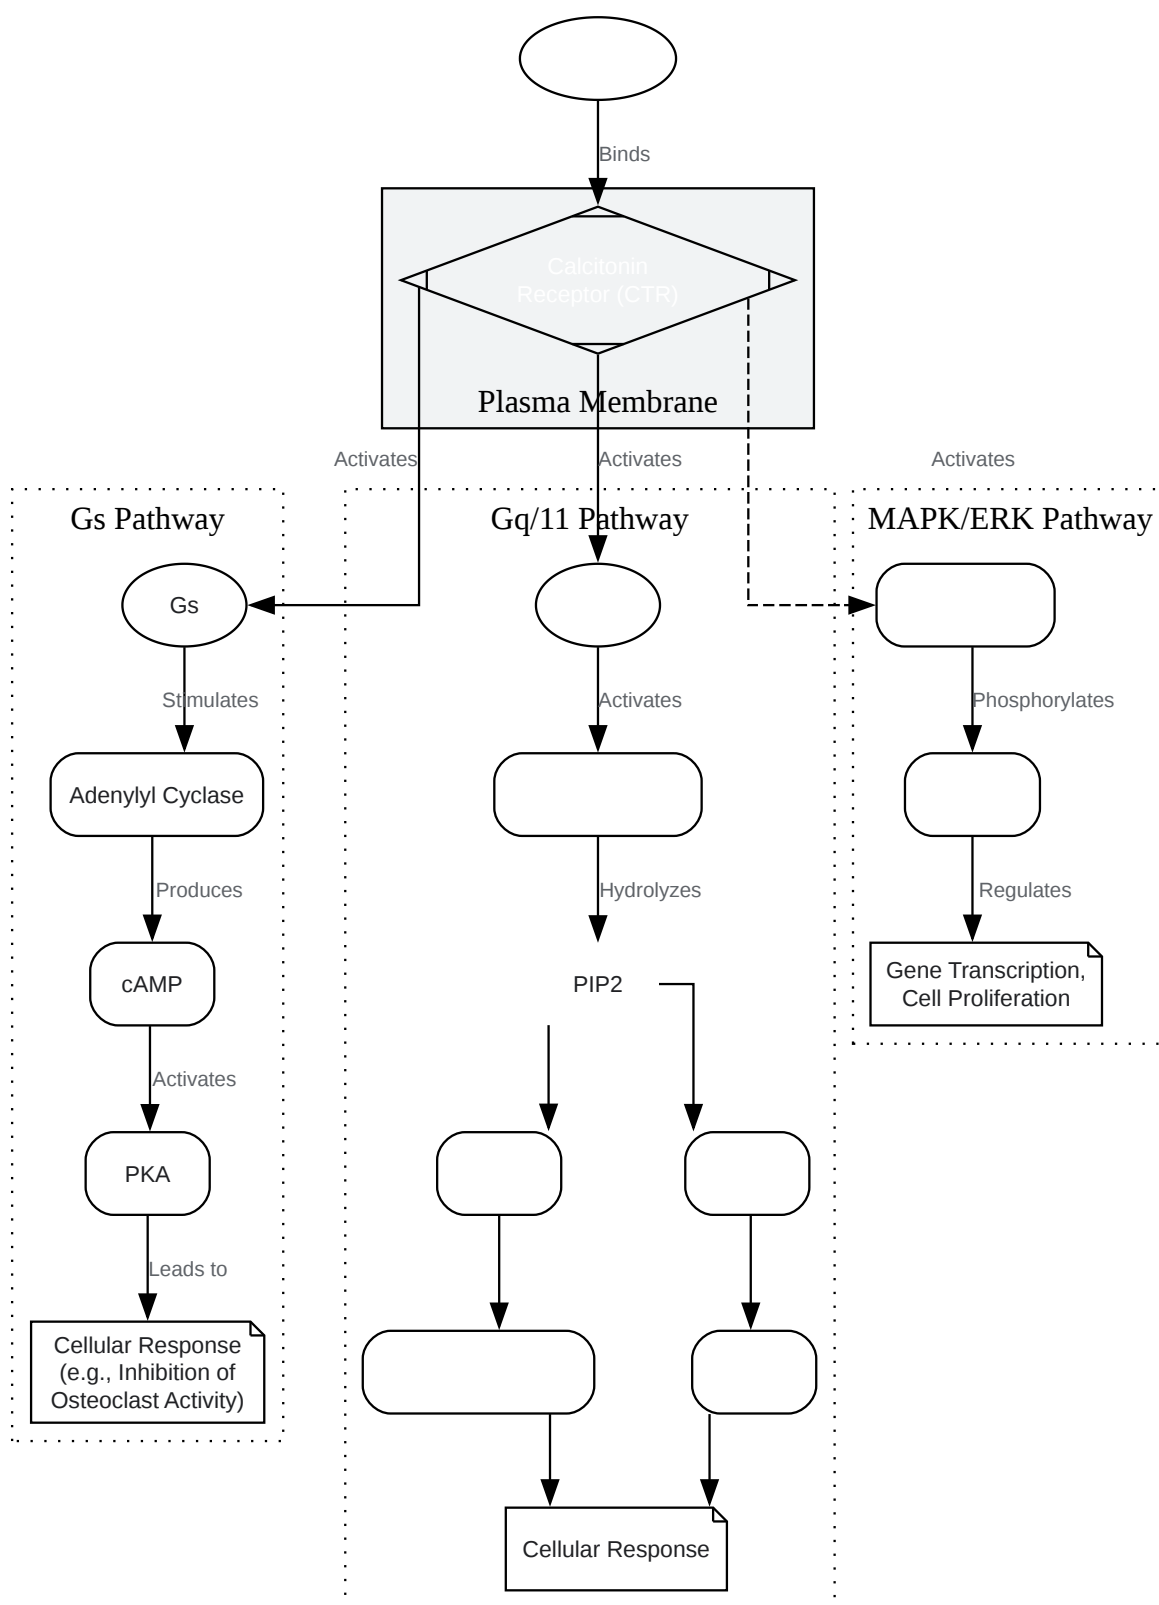 Binds
Calcitonin
Receptor (CTR)
Plasma Membrane
Activates
Activates
Activates
Gs Pathway
Gq/11 Pathway
MAPK/ERK Pathway
Gs
Stimulates
Activates
Phosphorylates
Adenylyl Cyclase
Produces
Hydrolyzes
Regulates
cAMP
PIP2
Gene Transcription,
Cell Proliferation
Activates
PKA
Leads to
Cellular Response
(e.g., Inhibition of
Osteoclast Activity)
Cellular Response